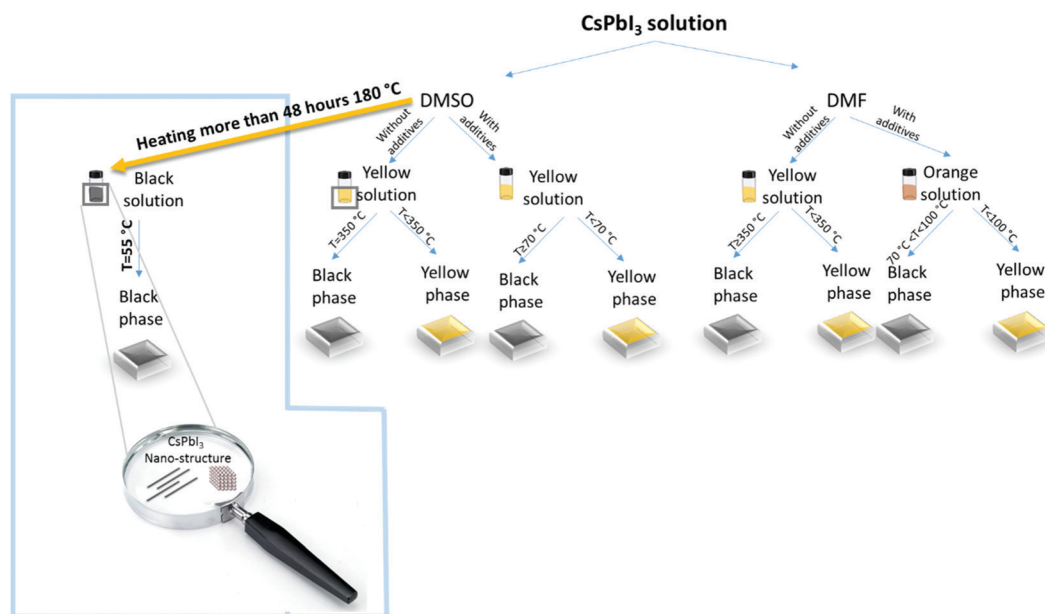 CsPbI₃ solution
Heating more than 48 hours 180 °C
DMSO
DMF
Without
additives
With
additives
Without
additives
With
additives
Black
solution
Yellow
solution
Yellow
solution
Yellow
solution
Orange
solution
T=55 °C
T=350 °C
T<350 °C
T≥70 °C
T<70 °C
T≥350 °C
T<350 °C
70 °C <T<100 °C
T<100 °C
Black
phase
Black
phase
Yellow
phase
Black
phase
Yellow
phase
Black
phase
Yellow
phase
Black
phase
Yellow
phase
CsPbI₃
Nano-structure